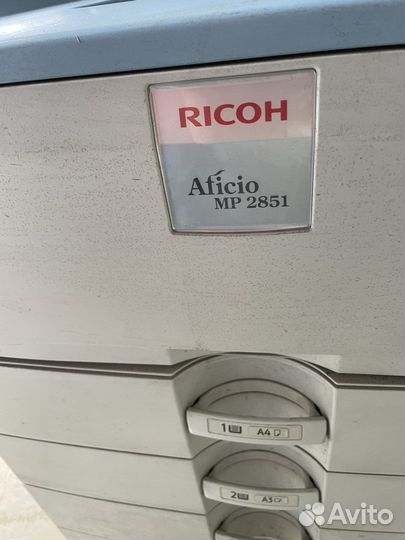 RICOH
Aficio
MP 2851
1 A4
2 A3
Avito